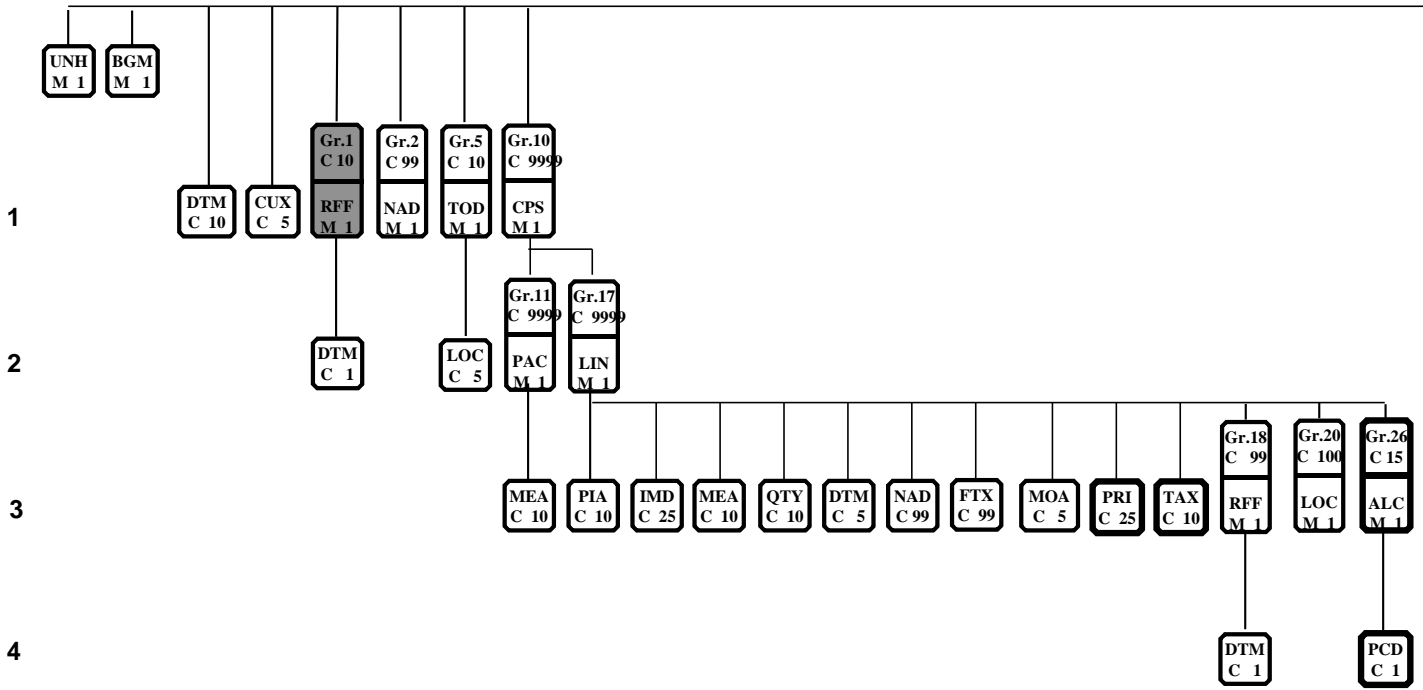 UNH
M 1
BGM
M 1
1
DTM
C 10
CUX
C 5
Gr.1
C 10
RFF
M 1
Gr.2
C 99
NAD
M 1
Gr.5
C 10
TOD
M 1
Gr.10
C 9999
CPS
M 1
2
DTM
C 1
LOC
C 5
Gr.11
C 9999
PAC
M 1
Gr.17
C 9999
LIN
M 1
3
MEA
C 10
PIA
C 10
IMD
C 25
MEA
C 10
QTY
C 10
DTM
C 5
NAD
C 99
FTX
C 99
MOA
C 5
PRI
C 25
TAX
C 10
Gr.18
C 99
RFF
M 1
Gr.20
C 100
LOC
M 1
Gr.26
C 15
ALC
M 1
4
DTM
C 1
PCD
C 1